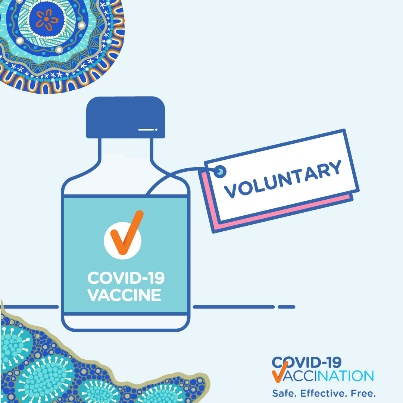 VOLUNTARY
COVID-19
VACCINE
COVID-19
VACCINATION
Safe. Effective. Free.